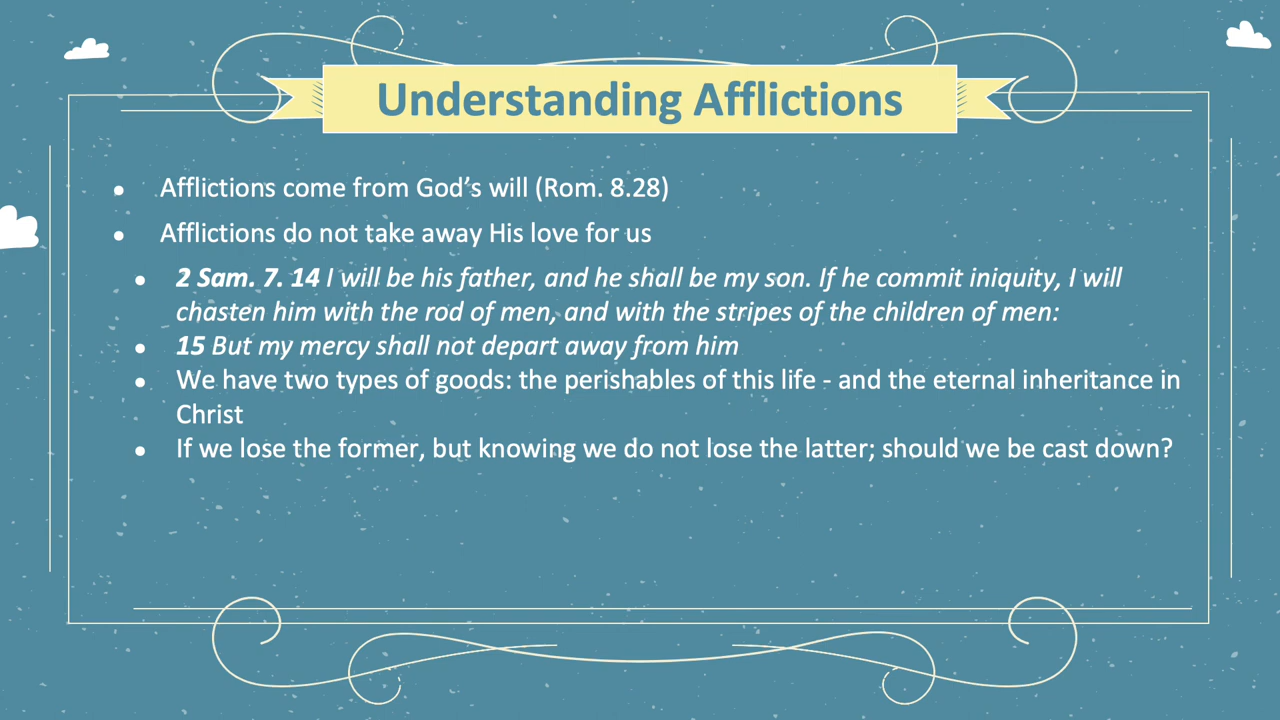 Understanding Afflictions
● Afflictions come from God’s will (Rom. 8.28)
● Afflictions do not take away His love for us
● 2 Sam. 7. 14 I will be his father, and he shall be my son. If he commit iniquity, I will
chasten him with the rod of men, and with the stripes of the children of men:
● 15 But my mercy shall not depart away from him
● We have two types of goods: the perishables of this life - and the eternal inheritance in
Christ
● If we lose the former, but knowing we do not lose the latter; should we be cast down?